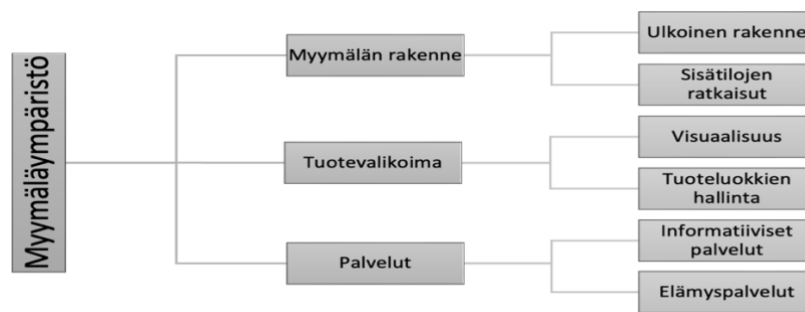 Myymäläympäristö
Myymälän rakenne
Ulkoinen rakenne
Sisätilojen
ratkaisut
Tuotevalikoima
Visuaalisuus
Tuoteluokkien
hallinta
Palvelut
Informatiiviset
palvelut
Elämyspalvelut